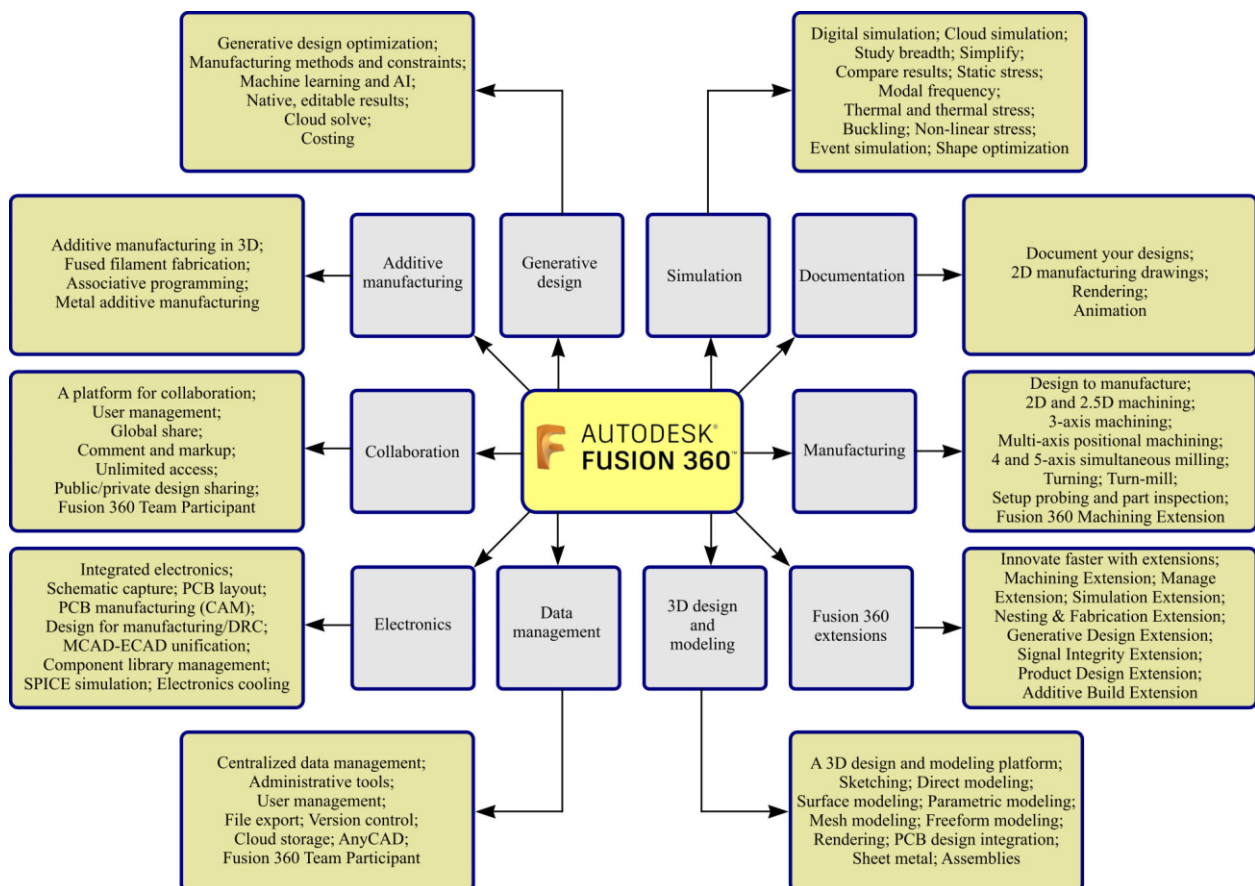 Generative design optimization;
Manufacturing methods and constraints;
Machine learning and AI;
Native, editable results;
Cloud solve;
Costing
Digital simulation; Cloud simulation;
Study breadth; Simplify;
Compare results; Static stress;
Modal frequency;
Thermal and thermal stress;
Buckling; Non-linear stress;
Event simulation; Shape optimization
Additive manufacturing in 3D;
Fused filament fabrication;
Associative programming;
Metal additive manufacturing
Additive
manufacturing
Generative
design
Simulation
Documentation
Document your designs;
2D manufacturing drawings;
Rendering;
Animation
A platform for collaboration;
User management;
Global share;
Comment and markup;
Unlimited access;
Public/private design sharing;
Fusion 360 Team Participant
Collaboration
AUTODESK®
FUSION 360™
Manufacturing
Design to manufacture;
2D and 2.5D machining;
3-axis machining;
Multi-axis positional machining;
4 and 5-axis simultaneous milling;
Turning; Turn-mill;
Setup probing and part inspection;
Fusion 360 Machining Extension
Integrated electronics;
Schematic capture; PCB layout;
PCB manufacturing (CAM);
Design for manufacturing/DRC;
MCAD-ECAD unification;
Component library management;
SPICE simulation; Electronics cooling
Electronics
Data
management
3D design
and
modeling
Fusion 360
extensions
Innovate faster with extensions;
Machining Extension; Manage
Extension; Simulation Extension;
Nesting & Fabrication Extension;
Generative Design Extension;
Signal Integrity Extension;
Product Design Extension;
Additive Build Extension
Centralized data management;
Administrative tools;
User management;
File export; Version control;
Cloud storage; AnyCAD;
Fusion 360 Team Participant
A 3D design and modeling platform;
Sketching; Direct modeling;
Surface modeling; Parametric modeling;
Mesh modeling; Freeform modeling;
Rendering; PCB design integration;
Sheet metal; Assemblies